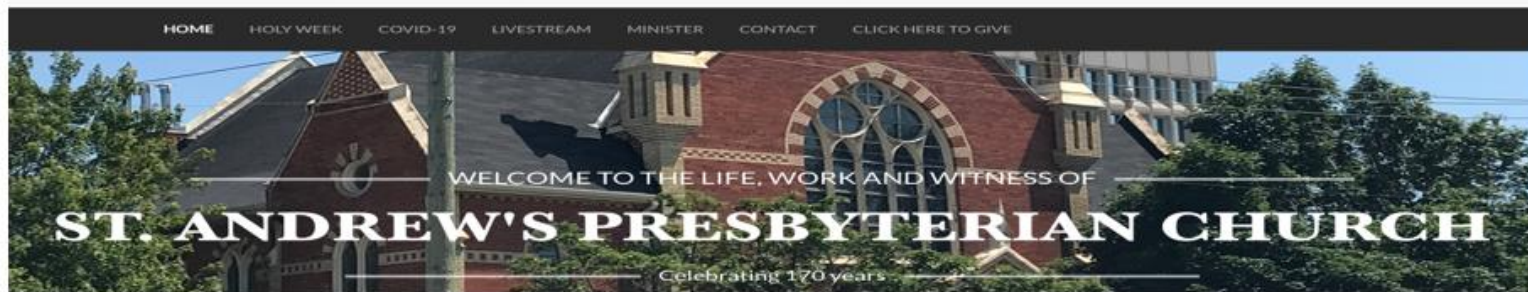 HOME HOLY WEEK COVID-19 LIVESTREAM MINISTER CONTACT CLICK HERE TO GIVE
WELCOME TO THE LIFE, WORK AND WITNESS OF
ST. ANDREW'S PRESBYTERIAN CHURCH
Celebrating 170 years